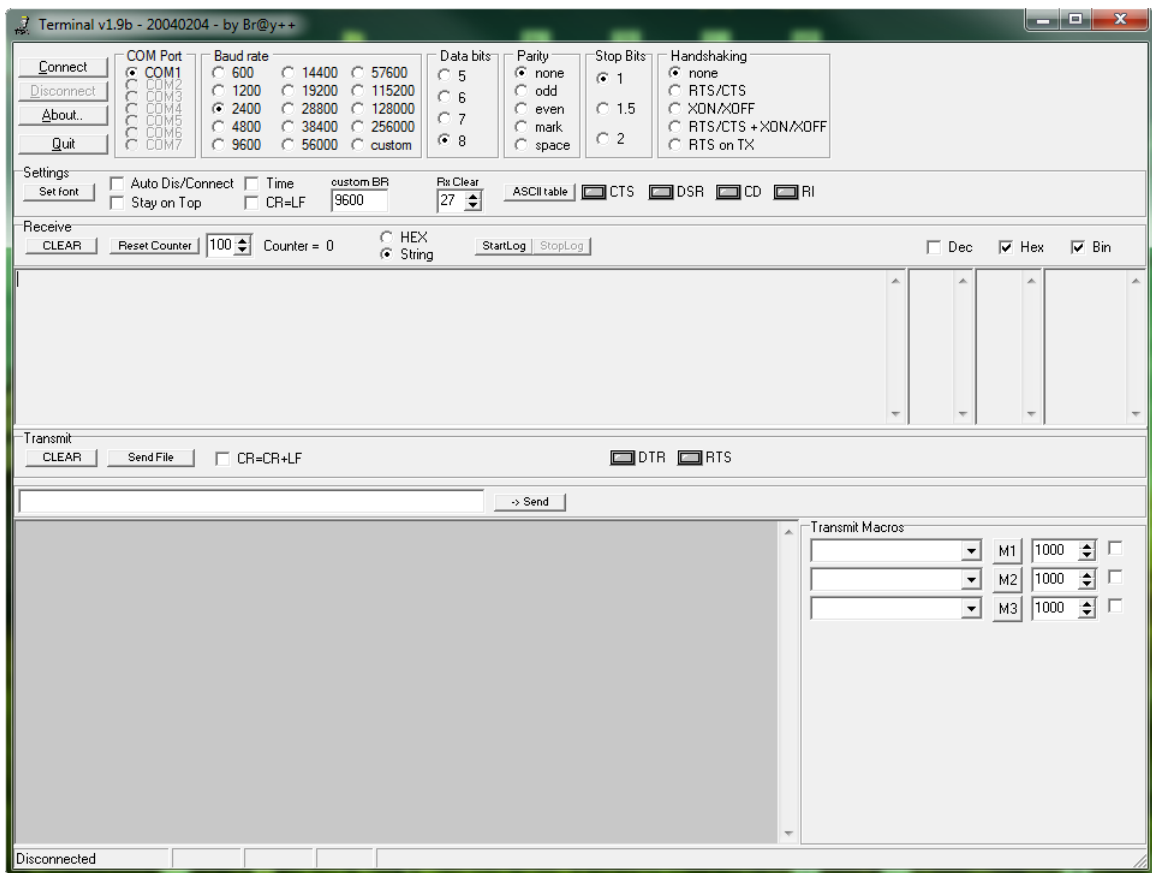 Terminal v1.9b - 20040204 - by Br@y++
Connect
Disconnect
About..
Quit
COM Port
COM1
COM2
COM3
COM4
COM5
COM6
COM7
Baud rate
600 14400 57600
1200 19200 115200
2400 28800 128000
4800 38400 256000
9600 56000 custom
Data bits
5
6
7
8
Parity
none
odd
even
mark
space
Stop Bits
1
1.5
2
Handshaking
none
RTS/CTS
XON/XOFF
RTS/CTS + XON/XOFF
RTS on TX
Settings
Set font
Auto Dis/Connect Time
Stay on Top CR=LF
custom BR
9600
Rx Clear
27
ASCII table CTS DSR CD RI
Receive
CLEAR Reset Counter 100 Counter = 0
HEX
String
StartLog StopLog
Dec Hex Bin
Transmit
CLEAR Send File CR=CR+LF DTR RTS
-> Send
Transmit Macros
M1 1000
M2 1000
M3 1000
Disconnected